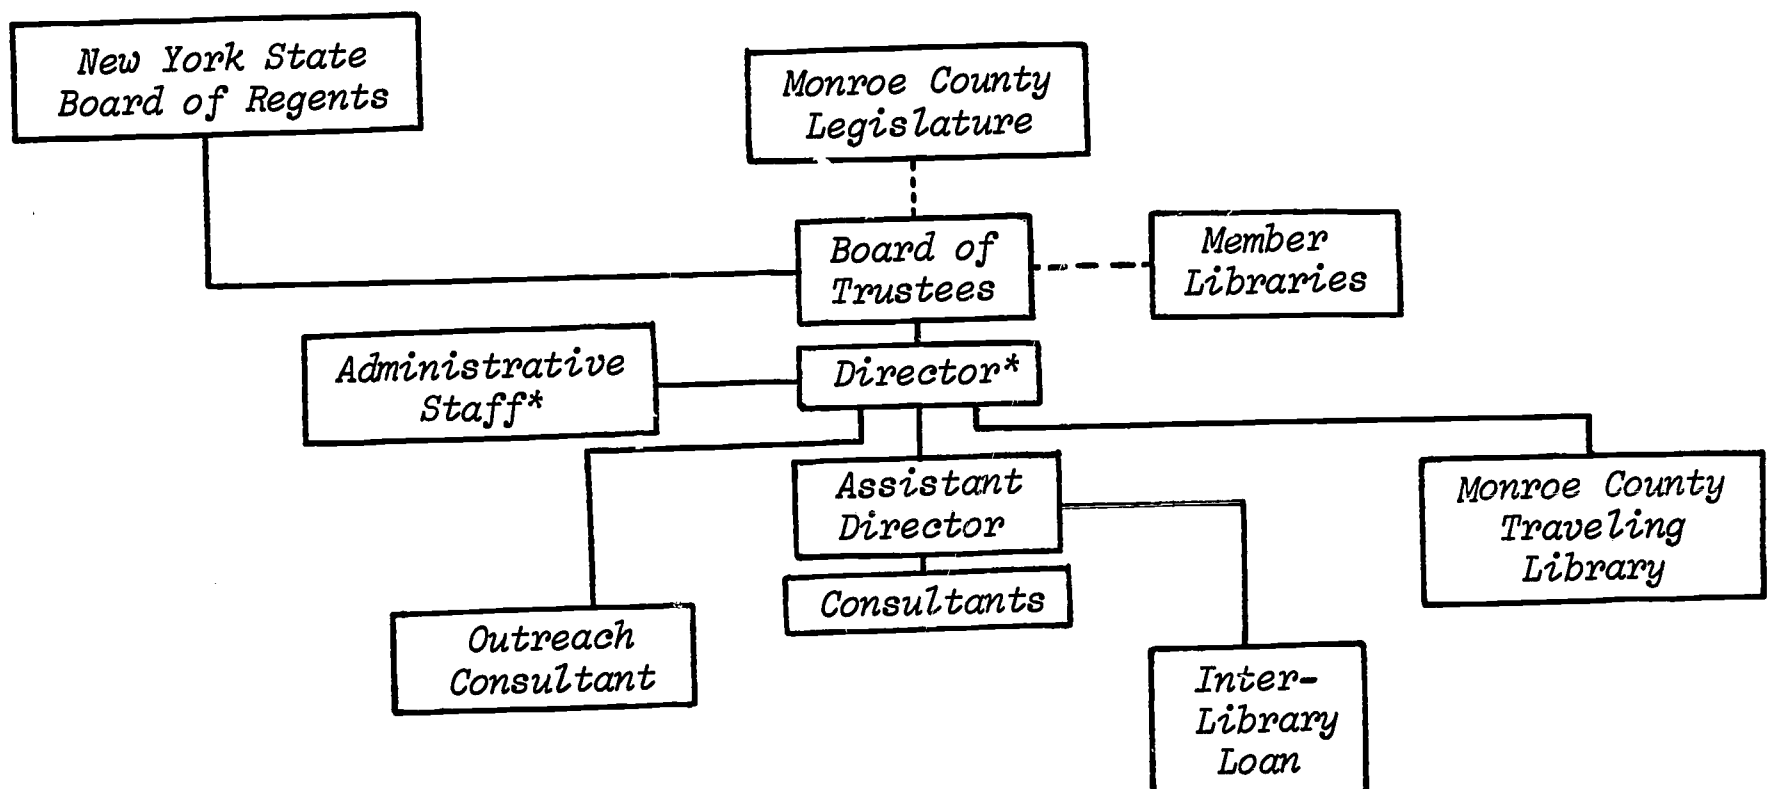 New York State
Board of Regents
Monroe County
Legislature
Board of
Trustees
Member
Libraries
Administrative
Staff*
Director*
Assistant
Director
Monroe County
Traveling
Library
Consultants
Outreach
Consultant
Inter-
Library
Loan